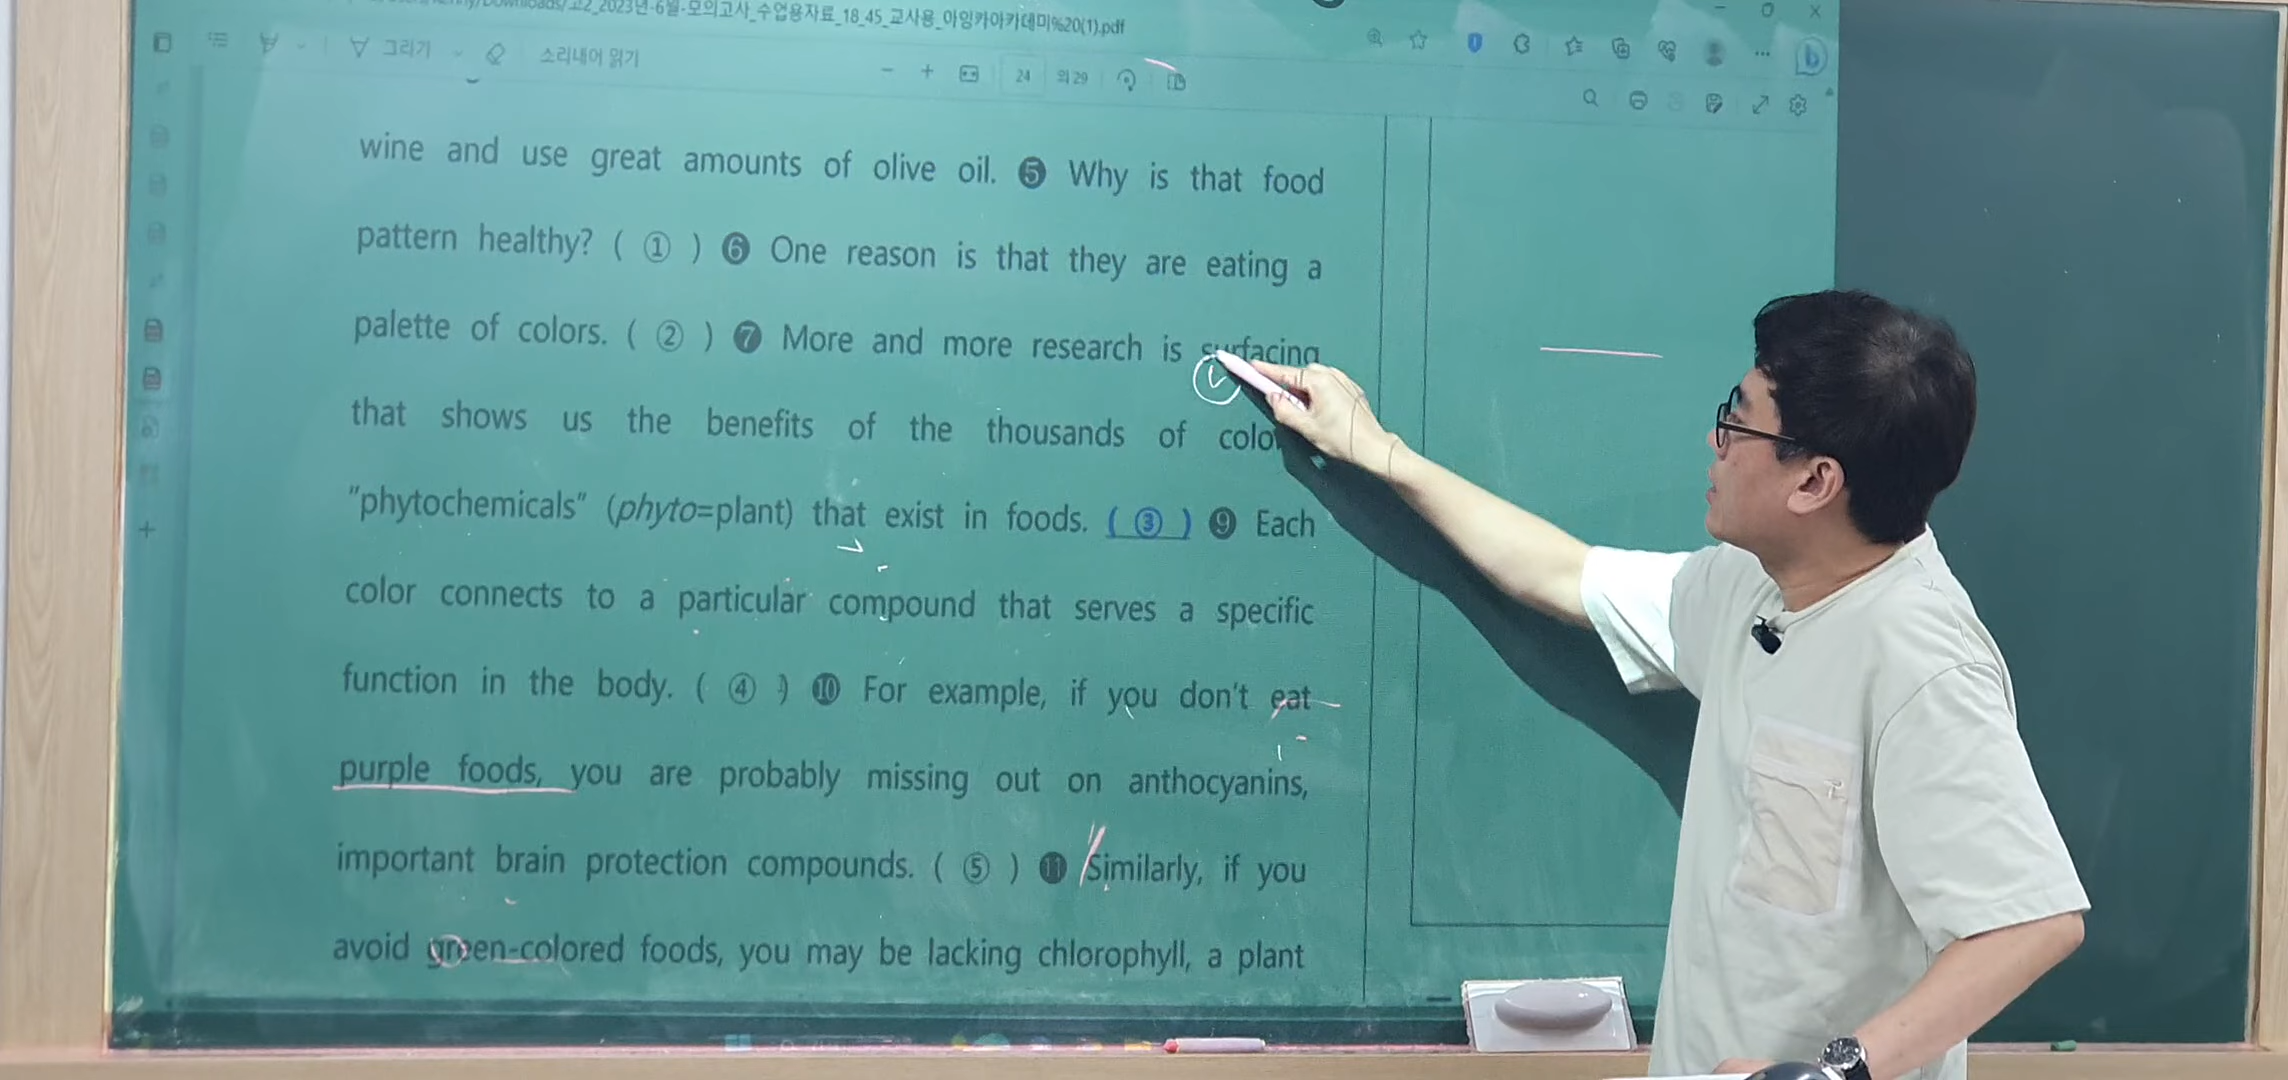 /Downloads/고2_2023년-6월-모의고사_수업용자료_18_45_교사용_아잉카아카데미%20(1).pdf
그리기 소리내어 읽기 24 의 29
wine and use great amounts of olive oil. ❺ Why is that food
pattern healthy? ( ① ) ❻ One reason is that they are eating a
palette of colors. ( ② ) ❼ More and more research is surfacing
that shows us the benefits of the thousands of
"phytochemicals" (phyto=plant) that exist in foods. ( ③ ) ❾ Each
color connects to a particular compound that serves a specific
function in the body. ( ④ ) ❿ For example, if you don't eat
purple foods, you are probably missing out on anthocyanins,
important brain protection compounds. ( ⑤ ) ⓫ Similarly, if you
avoid green-colored foods, you may be lacking chlorophyll, a plant